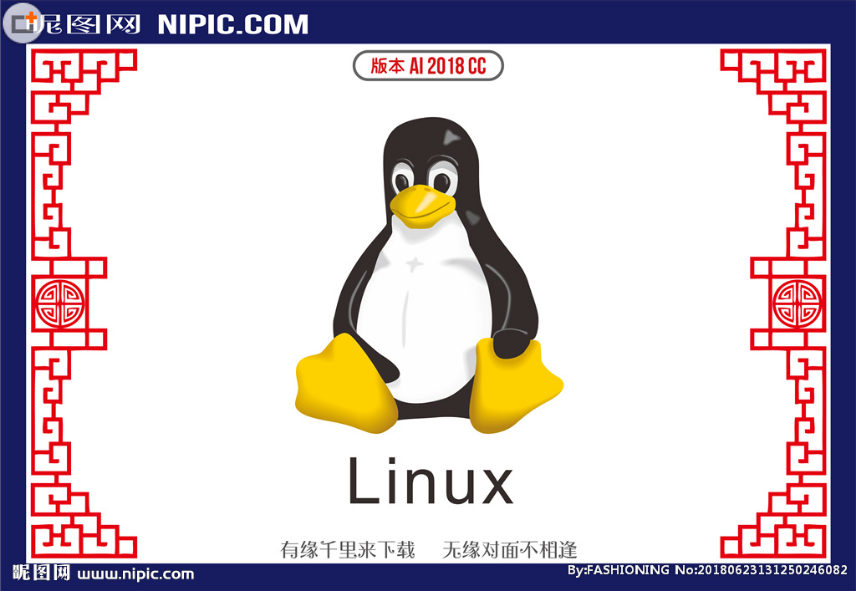 昵图网 NIPIC.COM
版本 AI 2018 CC
Linux
有缘千里来下载 无缘对面不相逢
昵图网 www.nipic.com By:FASHIONING No:20180623131250246082